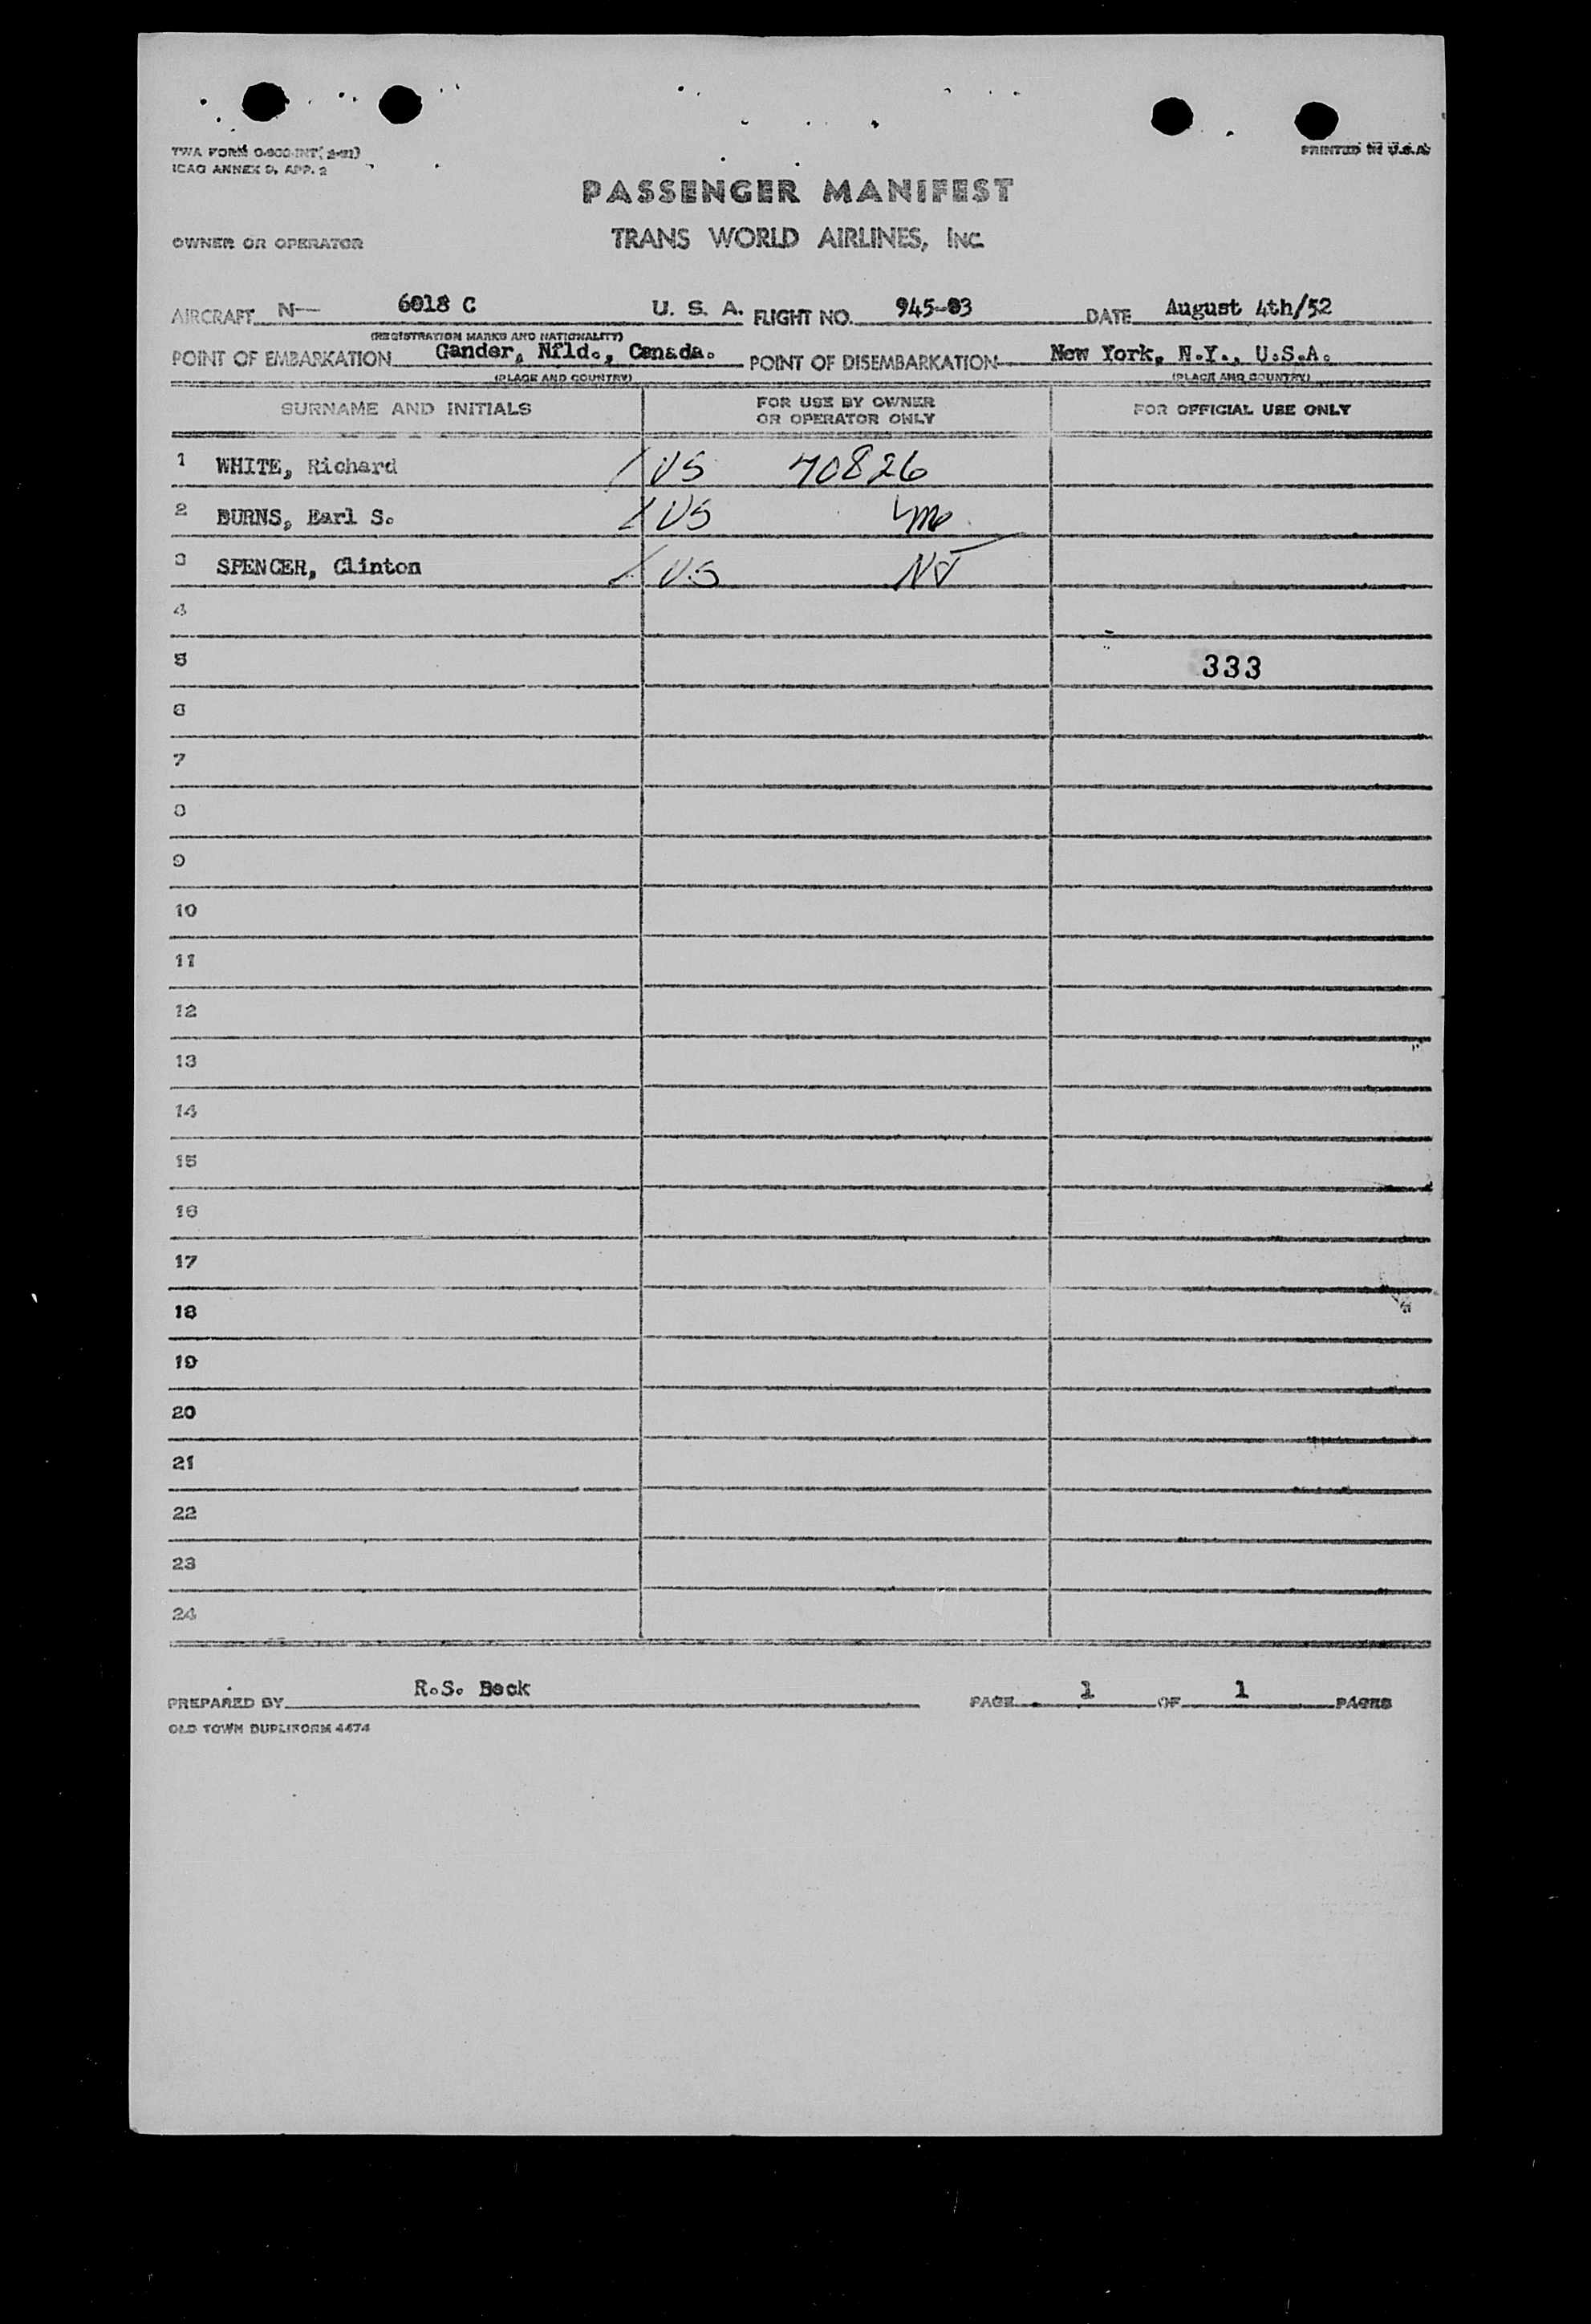 TWA FORM O-900-INT( 2-51)
PRINTED IN U.S.A.
ICAO ANNEX 9, APP. 2
PASSENGER MANIFEST
OWNER OR OPERATOR TRANS WORLD AIRLINES, INC.
AIRCRAFT N— 6018 C U. S. A. FLIGHT NO. 945-03 DATE August 4th/52
(REGISTRATION MARKS AND NATIONALITY)
POINT OF EMBARKATION Gander, Nfld., Canada. POINT OF DISEMBARKATION New York, N.Y., U.S.A.
(PLACE AND COUNTRY) (PLACE AND COUNTRY)
SURNAME AND INITIALS FOR USE BY OWNER OR OPERATOR ONLY FOR OFFICIAL USE ONLY
1 WHITE, Richard / US 70826
2 BURNS, Earl S. / US
3 SPENCER, Clinton / US NJ
4
5 333
6
7
8
9
10
11
12
13
14
15
16
17
18
19
20
21
22
23
24
PREPARED BY R.S. Beck PAGE 1 OF 1 PAGES
OLD TOWN DUPLIFORM 4474